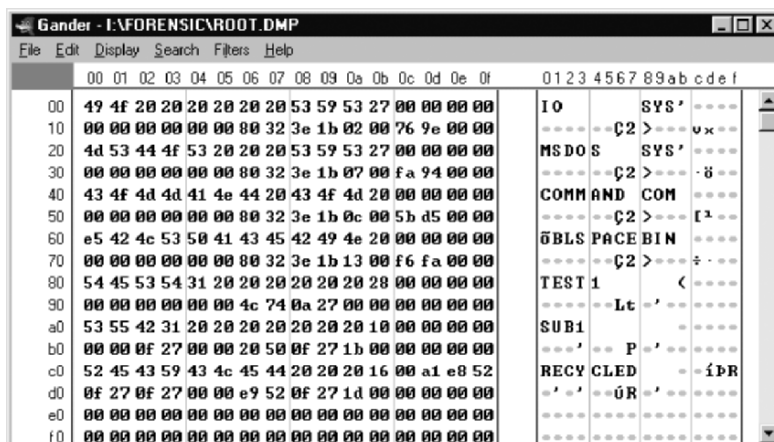 Gander - I:\FORENSIC\ROOT.DMP
File Edit Display Search Filters Help
00 01 02 03 04 05 06 07 08 09 0a 0b 0c 0d 0e 0f 0123 4567 89ab cdef
00 49 4f 20 20 20 20 20 20 53 59 53 27 00 00 00 00 IO SYS'
10 00 00 00 00 00 00 80 32 3e 1b 02 00 76 9e 00 00 Ç2> v×
20 4d 53 44 4f 53 20 20 20 53 59 53 27 00 00 00 00 MSDOS SYS'
30 00 00 00 00 00 00 80 32 3e 1b 07 00 fa 94 00 00 Ç2> ·ö
40 43 4f 4d 4d 41 4e 44 20 43 4f 4d 20 00 00 00 00 COMMAND COM
50 00 00 00 00 00 00 80 32 3e 1b 0c 00 5b d5 00 00 Ç2> [¹
60 e5 42 4c 53 50 41 43 45 42 49 4e 20 00 00 00 00 õBLSPACEBIN
70 00 00 00 00 00 00 80 32 3e 1b 13 00 f6 fa 00 00 Ç2> ÷·
80 54 45 53 54 31 20 20 20 20 20 20 28 00 00 00 00 TEST1 (
90 00 00 00 00 00 00 4c 74 0a 27 00 00 00 00 00 00 Lt '
a0 53 55 42 31 20 20 20 20 20 20 20 10 00 00 00 00 SUB1
b0 00 00 0f 27 00 00 20 50 0f 27 1b 00 00 00 00 00 ' P '
c0 52 45 43 59 43 4c 45 44 20 20 20 16 00 a1 e8 52 RECYCLED íÞR
d0 0f 27 0f 27 00 00 e9 52 0f 27 1d 00 00 00 00 00 ' ' ÚR '
e0 00 00 00 00 00 00 00 00 00 00 00 00 00 00 00 00
f0 00 00 00 00 00 00 00 00 00 00 00 00 00 00 00 00